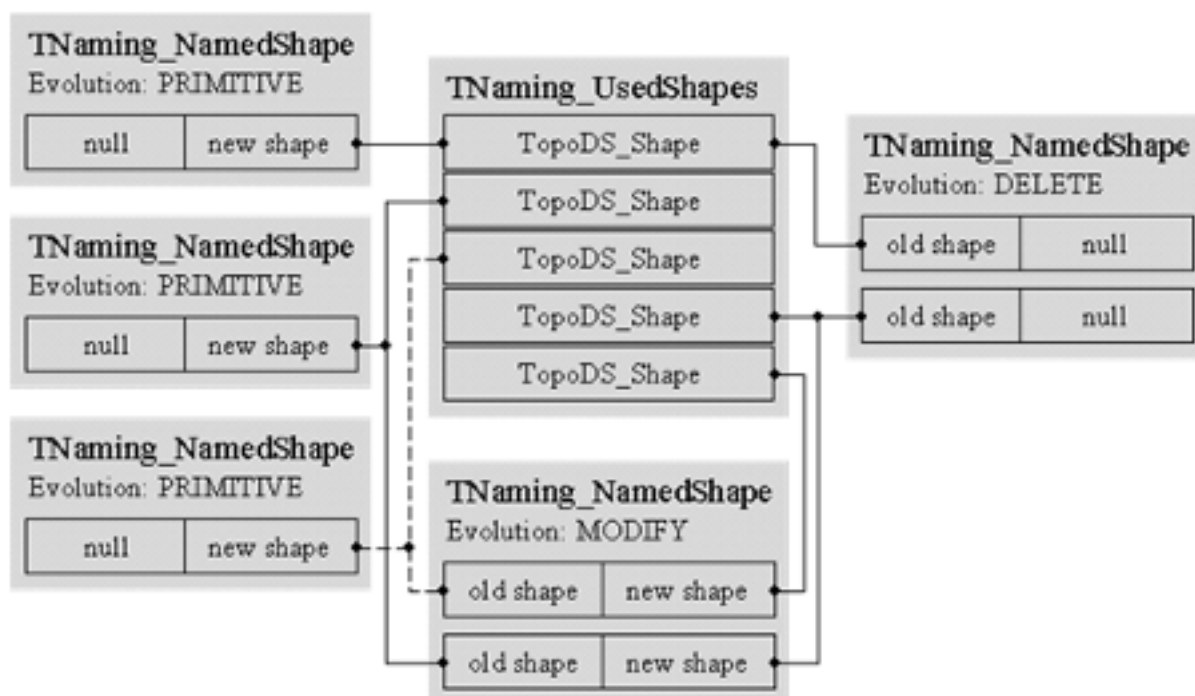 TNaming_NamedShape
Evolution: PRIMITIVE
null new shape
TNaming_NamedShape
Evolution: PRIMITIVE
null new shape
TNaming_NamedShape
Evolution: PRIMITIVE
null new shape
TNaming_UsedShapes
TopoDS_Shape
TopoDS_Shape
TopoDS_Shape
TopoDS_Shape
TopoDS_Shape
TNaming_NamedShape
Evolution: MODIFY
old shape new shape
old shape new shape
TNaming_NamedShape
Evolution: DELETE
old shape null
old shape null